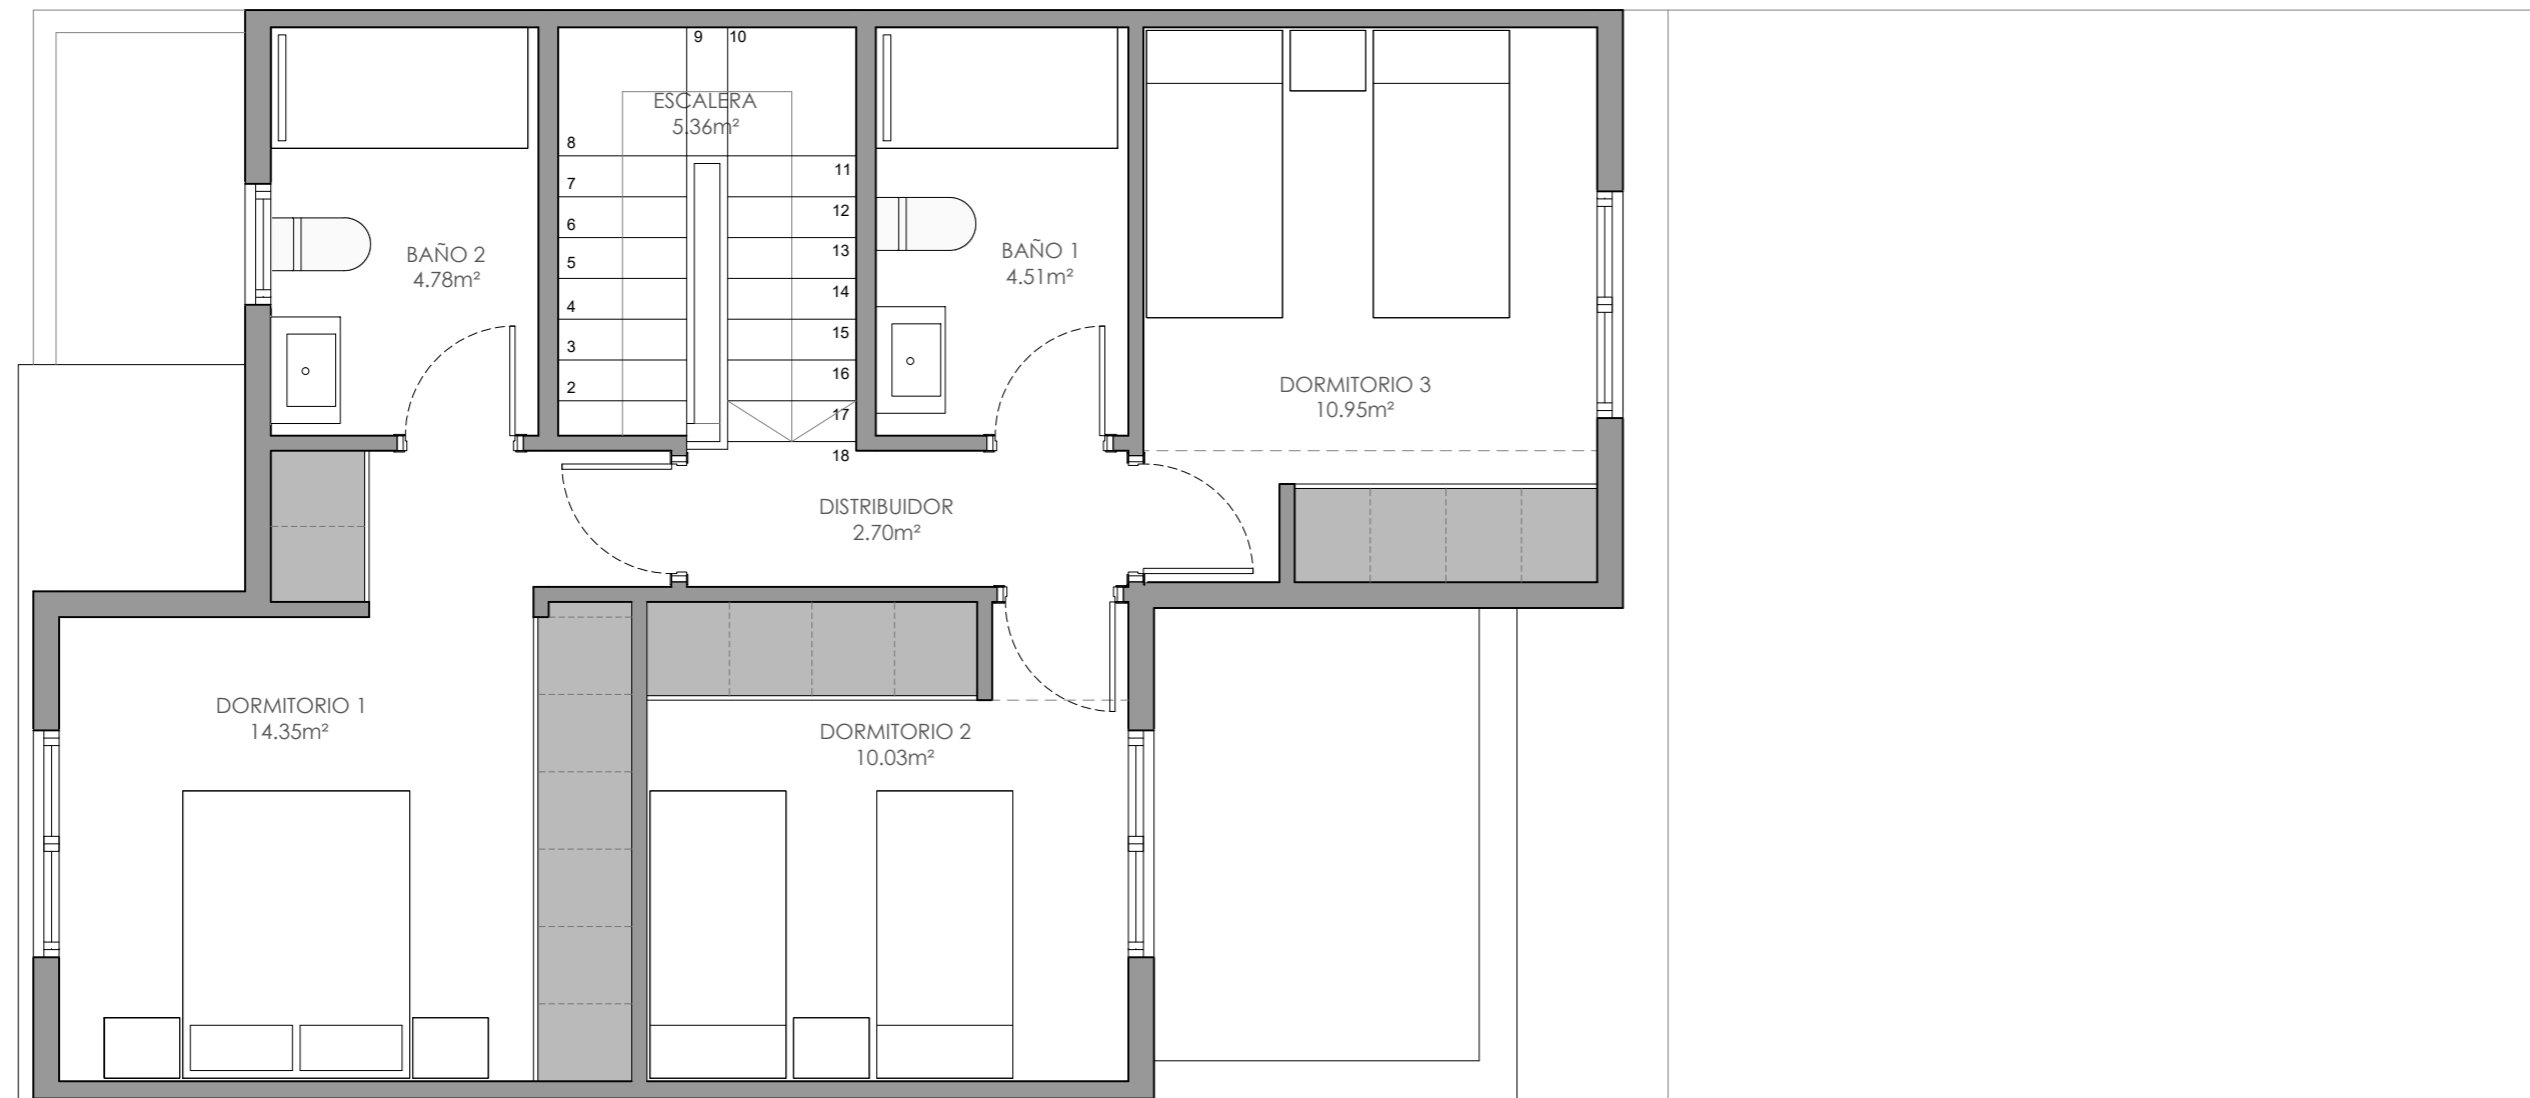 9 10
ESCALERA
5.36m²
8
7
6
5
4
3
2
11
12
13
14
15
16
17
18
BAÑO 2
4.78m²
BAÑO 1
4.51m²
DORMITORIO 3
10.95m²
DISTRIBUIDOR
2.70m²
DORMITORIO 1
14.35m²
DORMITORIO 2
10.03m²